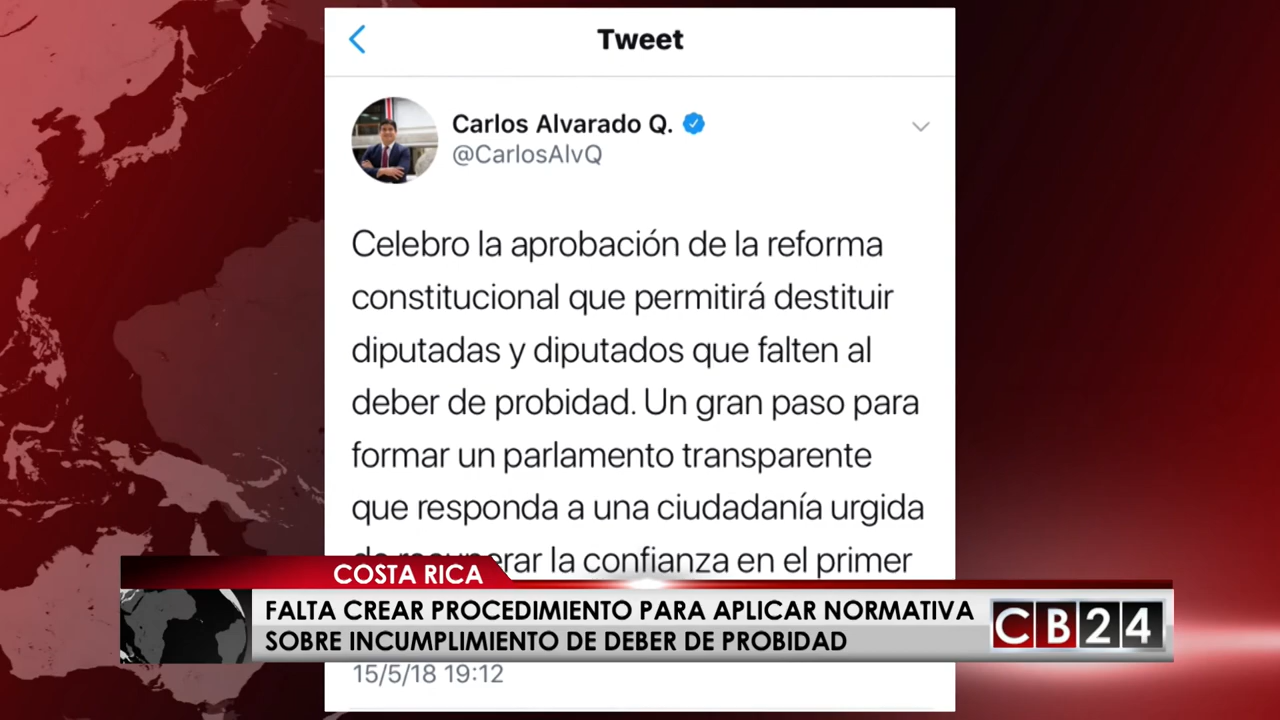 Tweet
Carlos Alvarado Q.
@CarlosAlvQ
Celebro la aprobación de la reforma
constitucional que permitirá destituir
diputadas y diputados que falten al
deber de probidad. Un gran paso para
formar un parlamento transparente
que responda a una ciudadanía urgida
de recuperar la confianza en el primer
COSTA RICA
FALTA CREAR PROCEDIMIENTO PARA APLICAR NORMATIVA
SOBRE INCUMPLIMIENTO DE DEBER DE PROBIDAD
CB24
15/5/18 19:12